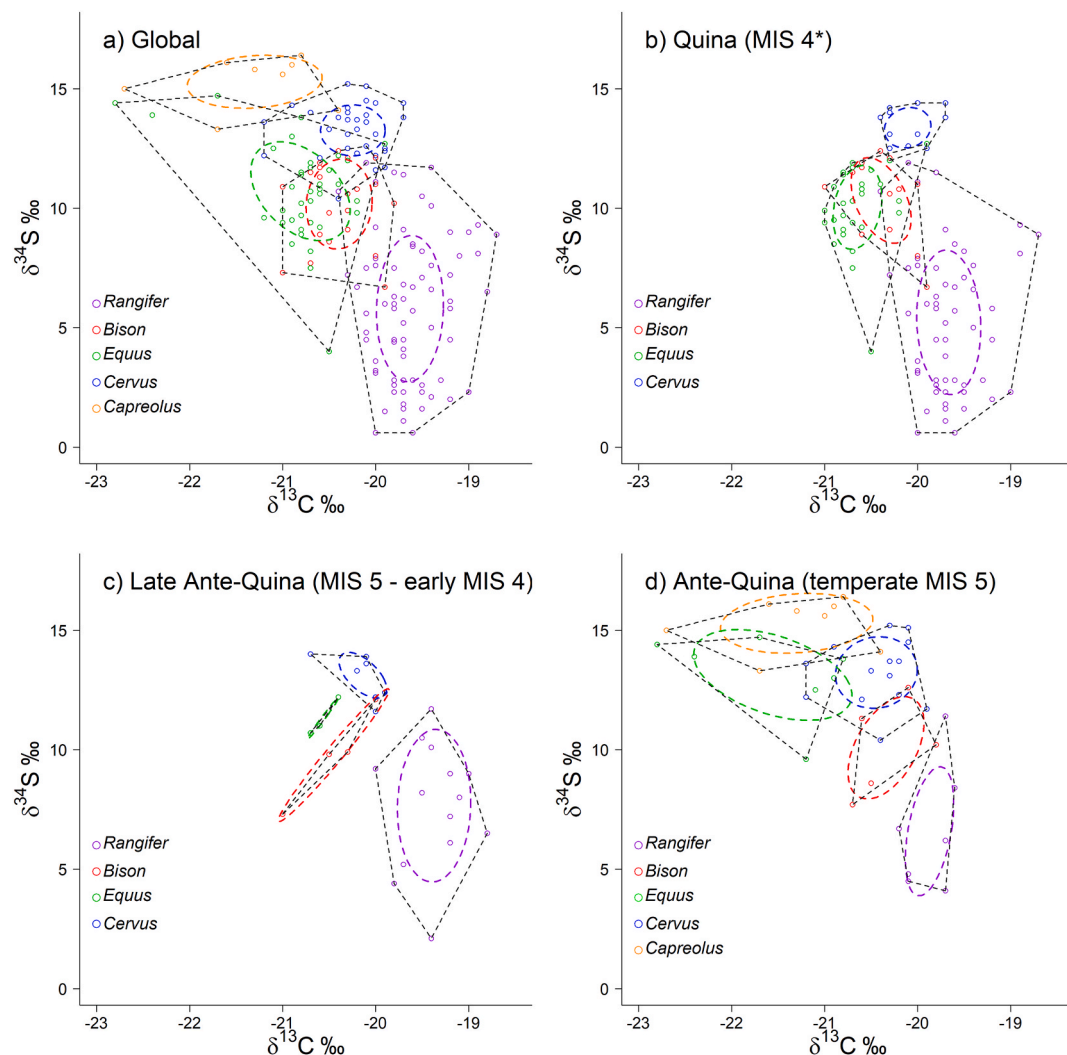 a) Global
15
10
5
0
δ³⁴S ‰
Rangifer
Bison
Equus
Cervus
Capreolus
-23 -22 -21 -20 -19
δ¹³C ‰
b) Quina (MIS 4*)
15
10
5
0
δ³⁴S ‰
Rangifer
Bison
Equus
Cervus
-23 -22 -21 -20 -19
δ¹³C ‰
c) Late Ante-Quina (MIS 5 - early MIS 4)
15
10
5
0
δ³⁴S ‰
Rangifer
Bison
Equus
Cervus
-23 -22 -21 -20 -19
δ¹³C ‰
d) Ante-Quina (temperate MIS 5)
15
10
5
0
δ³⁴S ‰
Rangifer
Bison
Equus
Cervus
Capreolus
-23 -22 -21 -20 -19
δ¹³C ‰